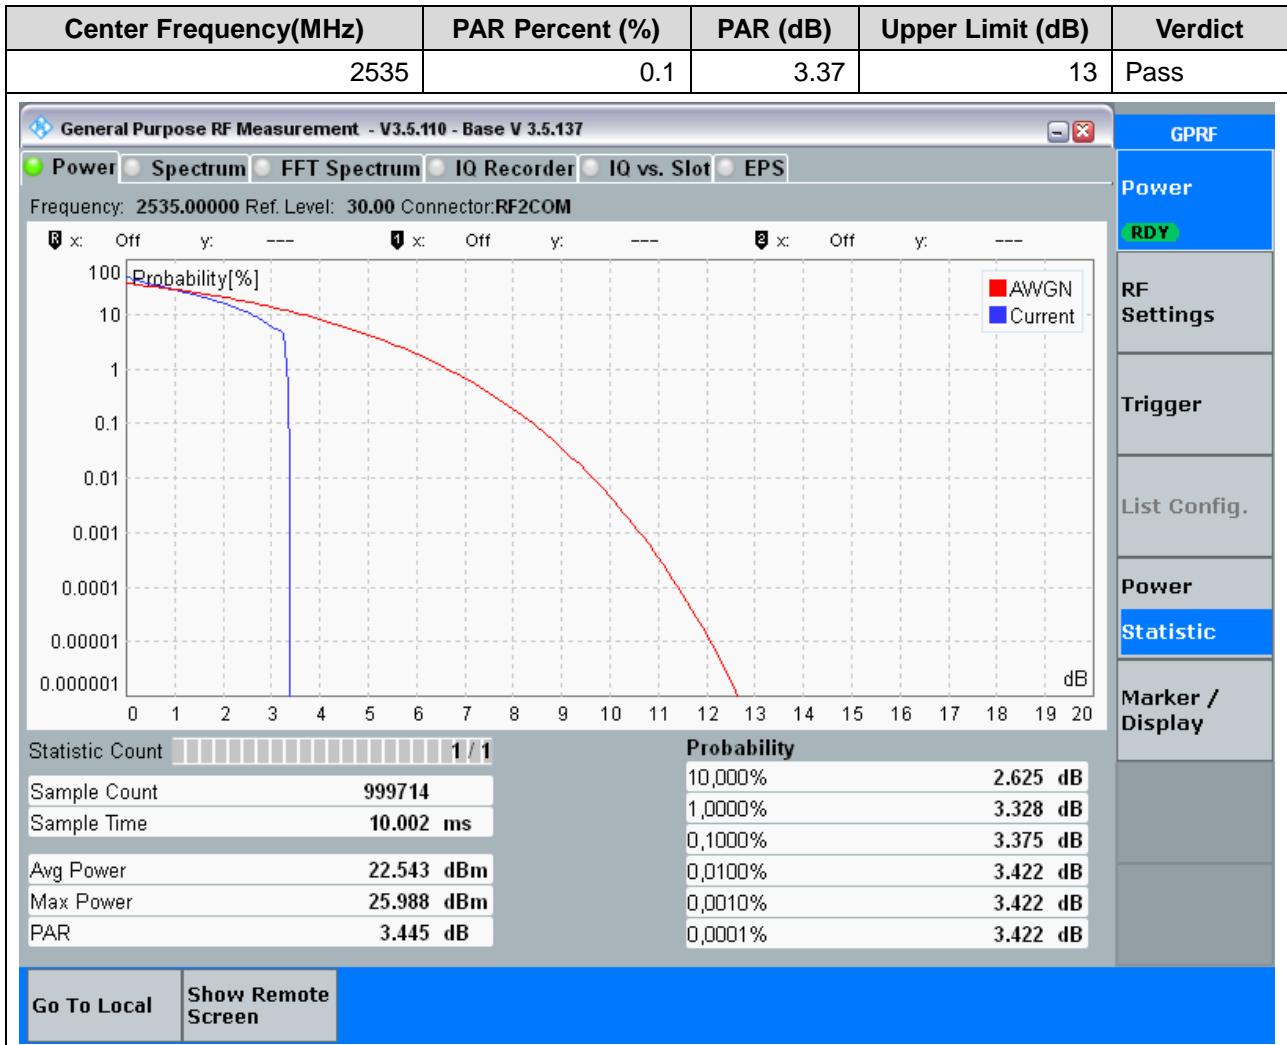 Center Frequency(MHz) PAR Percent (%) PAR (dB) Upper Limit (dB) Verdict
2535 0.1 3.37 13 Pass
General Purpose RF Measurement - V3.5.110 - Base V 3.5.137
GPRF
Power Spectrum FFT Spectrum IQ Recorder IQ vs. Slot EPS
Power
RDY
Frequency: 2535.00000 Ref. Level: 30.00 Connector:RF2COM
R x: Off y: --- 1 x: Off y: --- 2 x: Off y: ---
Probability[%]
AWGN
Current
100
10
1
0.1
0.01
0.001
0.0001
0.00001
0.000001
dB
0 1 2 3 4 5 6 7 8 9 10 11 12 13 14 15 16 17 18 19 20
RF
Settings
Trigger
List Config.
Power
Statistic
Marker /
Display
Statistic Count 1 / 1
Sample Count 999714
Sample Time 10.002 ms
Avg Power 22.543 dBm
Max Power 25.988 dBm
PAR 3.445 dB
Probability
10,000% 2.625 dB
1,0000% 3.328 dB
0,1000% 3.375 dB
0,0100% 3.422 dB
0,0010% 3.422 dB
0,0001% 3.422 dB
Go To Local
Show Remote
Screen